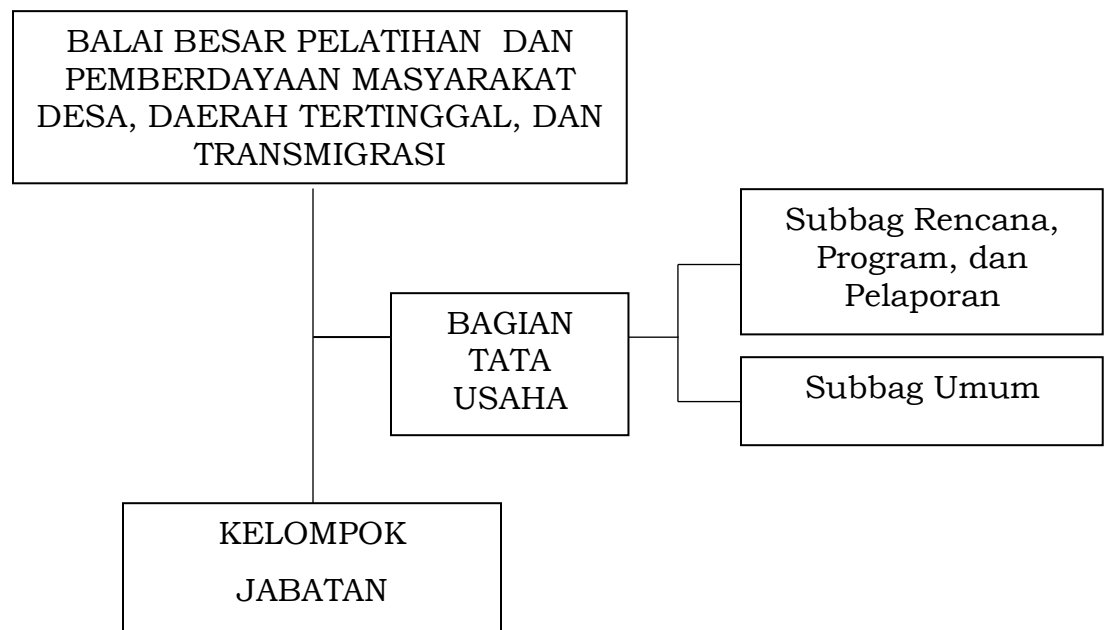 BALAI BESAR PELATIHAN DAN
PEMBERDAYAAN MASYARAKAT
DESA, DAERAH TERTINGGAL, DAN
TRANSMIGRASI
Subbag Rencana,
Program, dan
Pelaporan
BAGIAN
TATA
USAHA
Subbag Umum
KELOMPOK
JABATAN